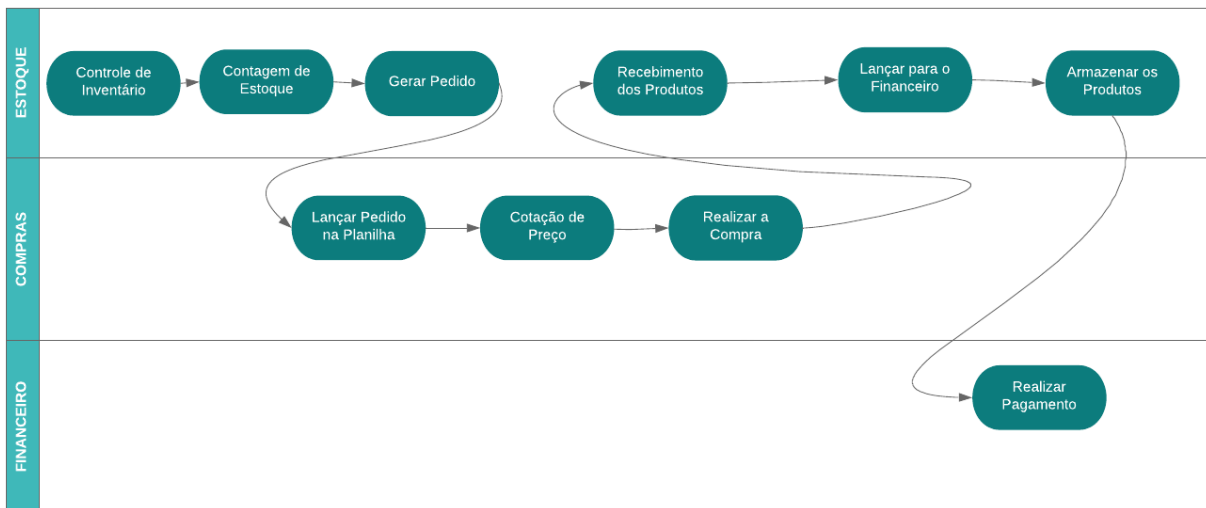 ESTOQUE
Controle de
Inventário
Contagem de
Estoque
Gerar Pedido
Recebimento
dos Produtos
Lançar para o
Financeiro
Armazenar os
Produtos
COMPRAS
Lançar Pedido
na Planilha
Cotação de
Preço
Realizar a
Compra
FINANCEIRO
Realizar
Pagamento